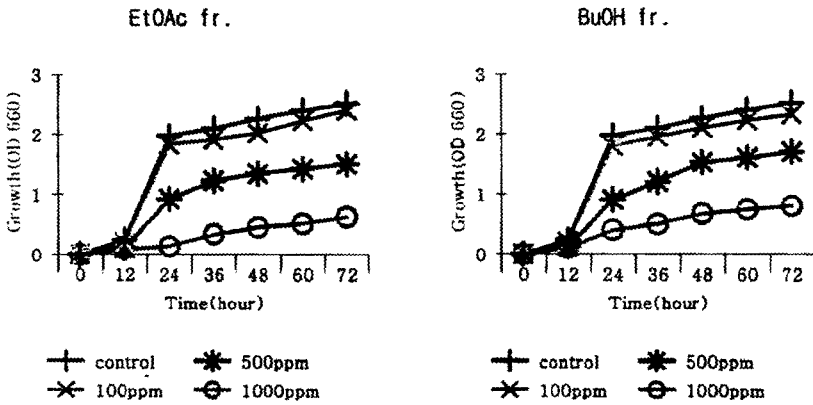 EtOAc fr.
Growth(OD 660)
3
2
1
0
0 12 24 36 48 60 72
Time(hour)
control
500ppm
100ppm
1000ppm
BuOH fr.
Growth(OD 660)
3
2
1
0
0 12 24 36 48 60 72
Time(hour)
control
500ppm
100ppm
1000ppm